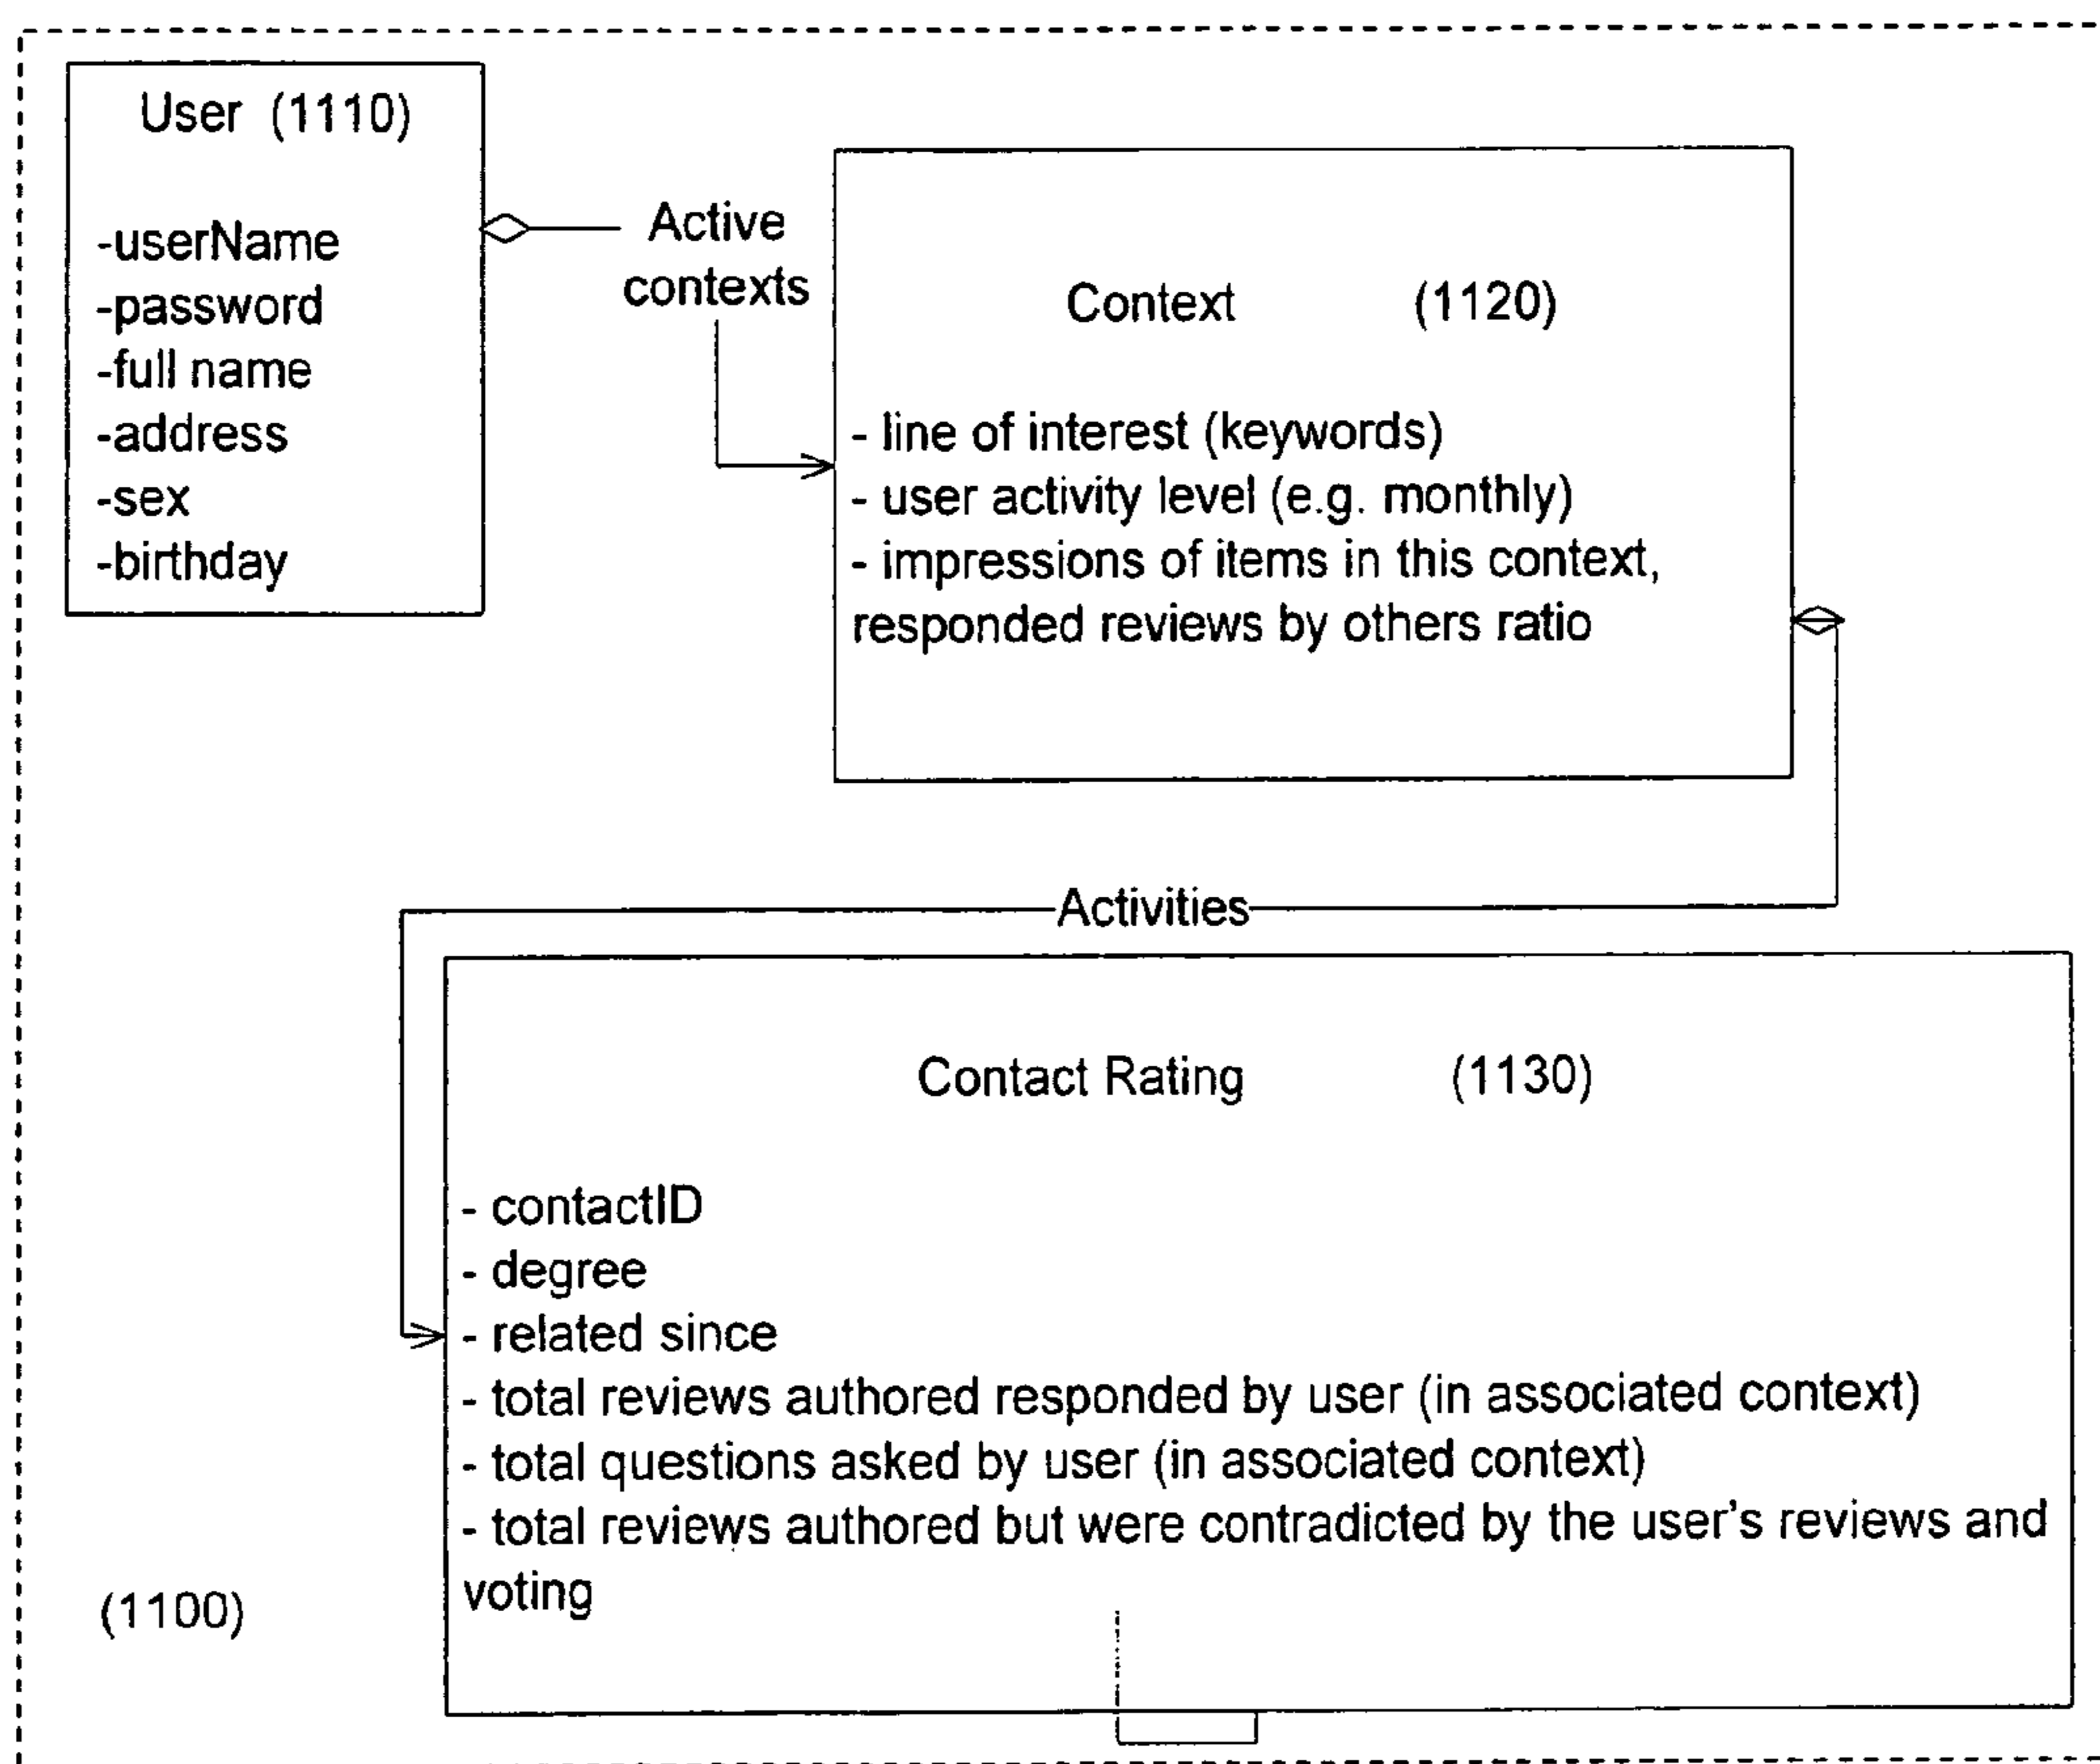 User (1110)
-userName
-password
-full name
-address
-sex
-birthday
Active
contexts
Context (1120)
- line of interest (keywords)
- user activity level (e.g. monthly)
- impressions of items in this context,
responded reviews by others ratio
Activities
Contact Rating (1130)
- contactID
- degree
- related since
- total reviews authored responded by user (in associated context)
- total questions asked by user (in associated context)
- total reviews authored but were contradicted by the user's reviews and
voting
(1100)